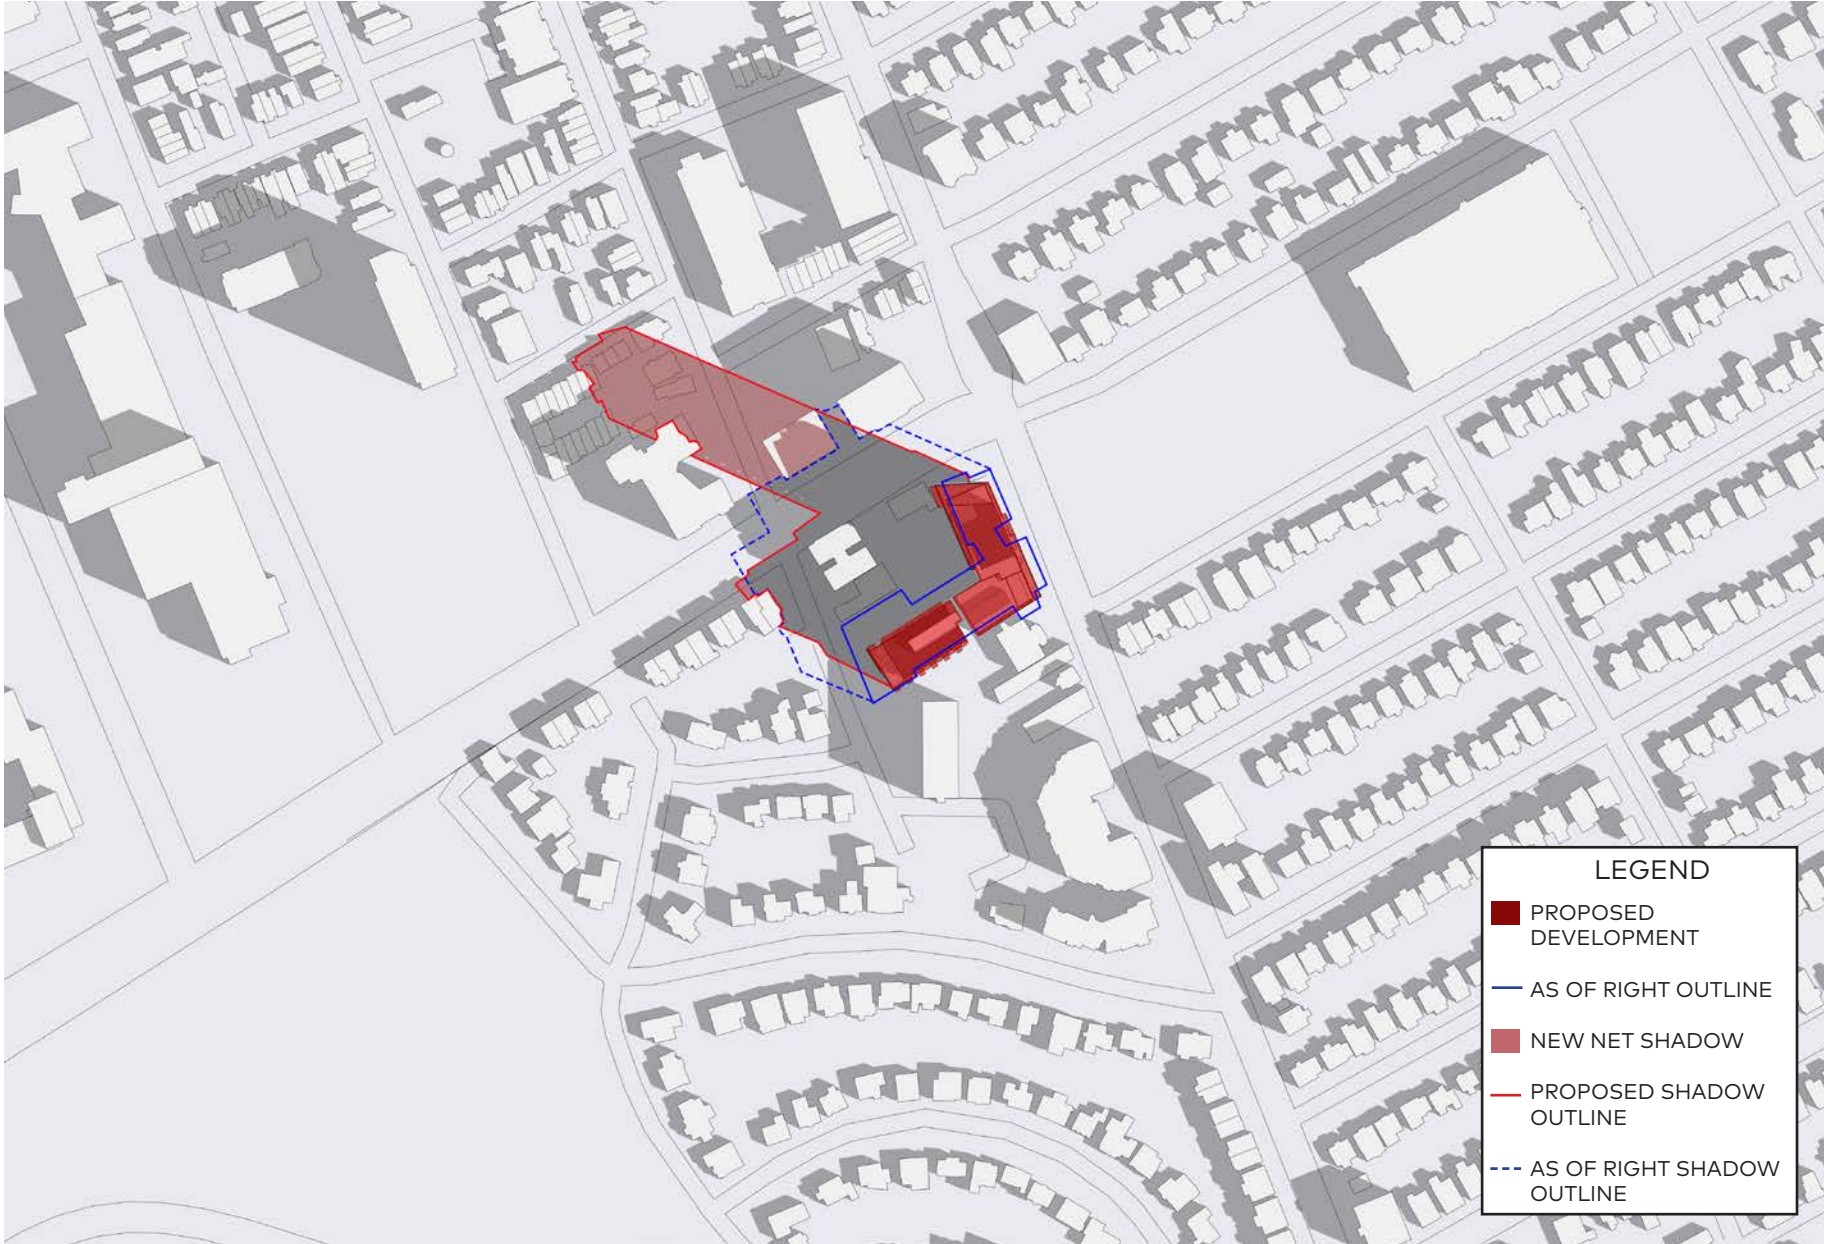 LEGEND
PROPOSED
DEVELOPMENT
AS OF RIGHT OUTLINE
NEW NET SHADOW
PROPOSED SHADOW
OUTLINE
AS OF RIGHT SHADOW
OUTLINE